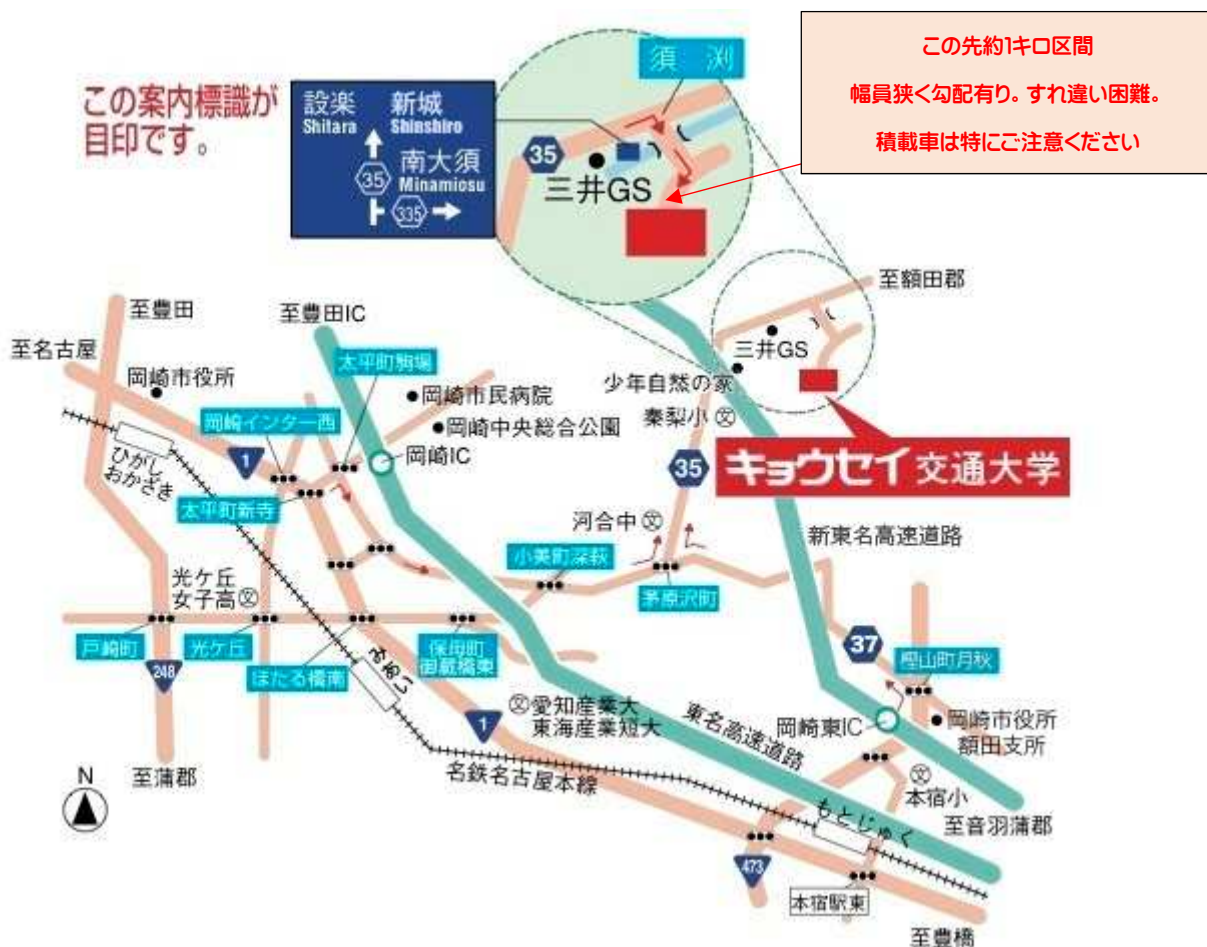 この先約1キロ区間
幅員狭く勾配有り。すれ違い困難。
積載車は特にご注意ください
この案内標識が
目印です。
設楽 新城
Shitara Shinshiro
35
南大須
Minamiosu
335
須渕
35
三井GS
至額田郡
三井GS
至豊田
至豊田IC
至名古屋
岡崎市役所
太平町駒場
岡崎市民病院
岡崎中央総合公園
岡崎インター西
岡崎IC
少年自然の家
秦梨小 文
キョウセイ交通大学
1
35
ひがし
おかざき
太平町新寺
河合中 文
新東名高速道路
小美町深萩
茅原沢町
光ケ丘
女子高 文
戸崎町
光ケ丘
ほたる橋南
保母町
御蔵橋東
37
樫山町月秋
248
みあい
1
文 愛知産業大
東海産業短大
東名高速道路
岡崎東IC
岡崎市役所
額田支所
至蒲郡
名鉄名古屋本線
文
本宿小
N
もとじゅく
至音羽蒲郡
473
本宿駅東
至豊橋